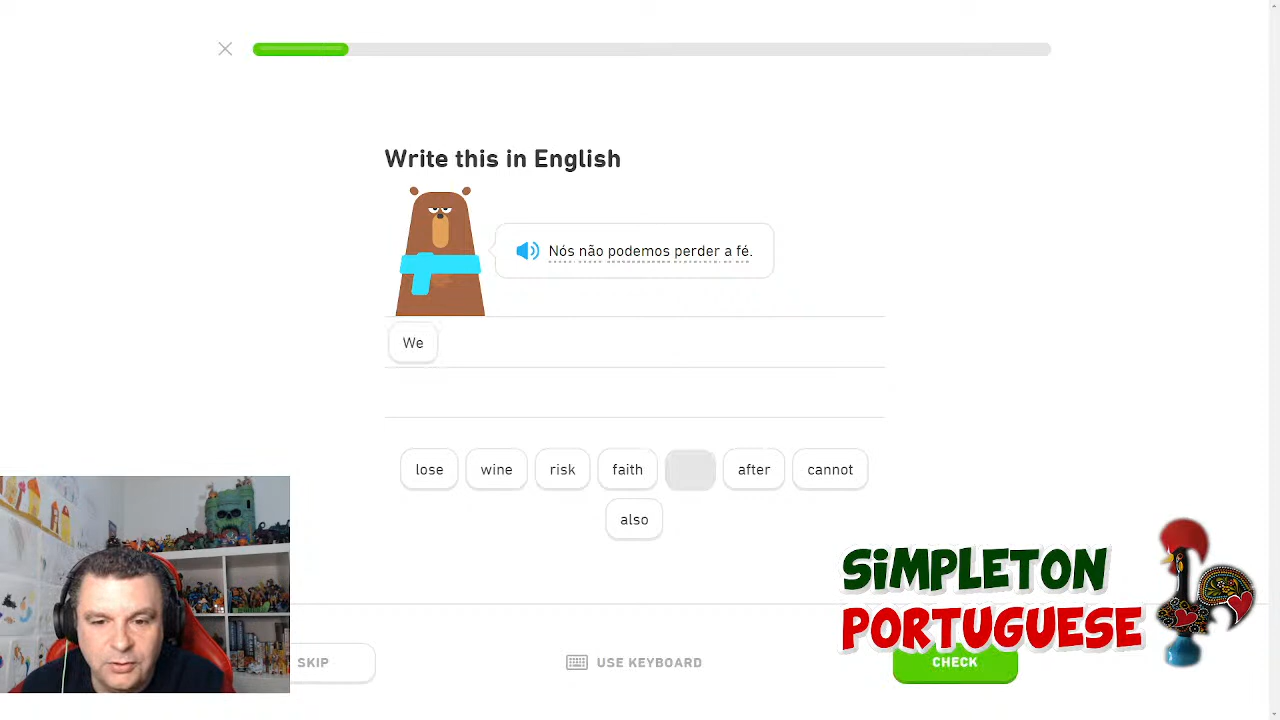 Write this in English
Nós não podemos perder a fé.
We
lose wine risk faith after cannot
also
SiMPLETON
PORTUGUESE
SKIP USE KEYBOARD CHECK